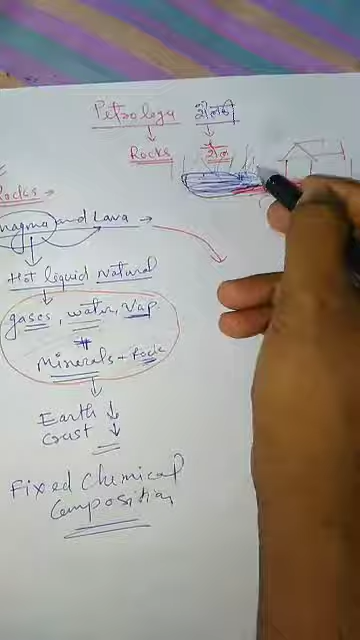 Petrology शैलिकी
Rocks शैल
Rocks →
magma and Lava →
Hot liquid natural
gases, water, Vap
+
Minerals + Rock
Earth ↓
Crust ↓
Fixed Chemical
Composition